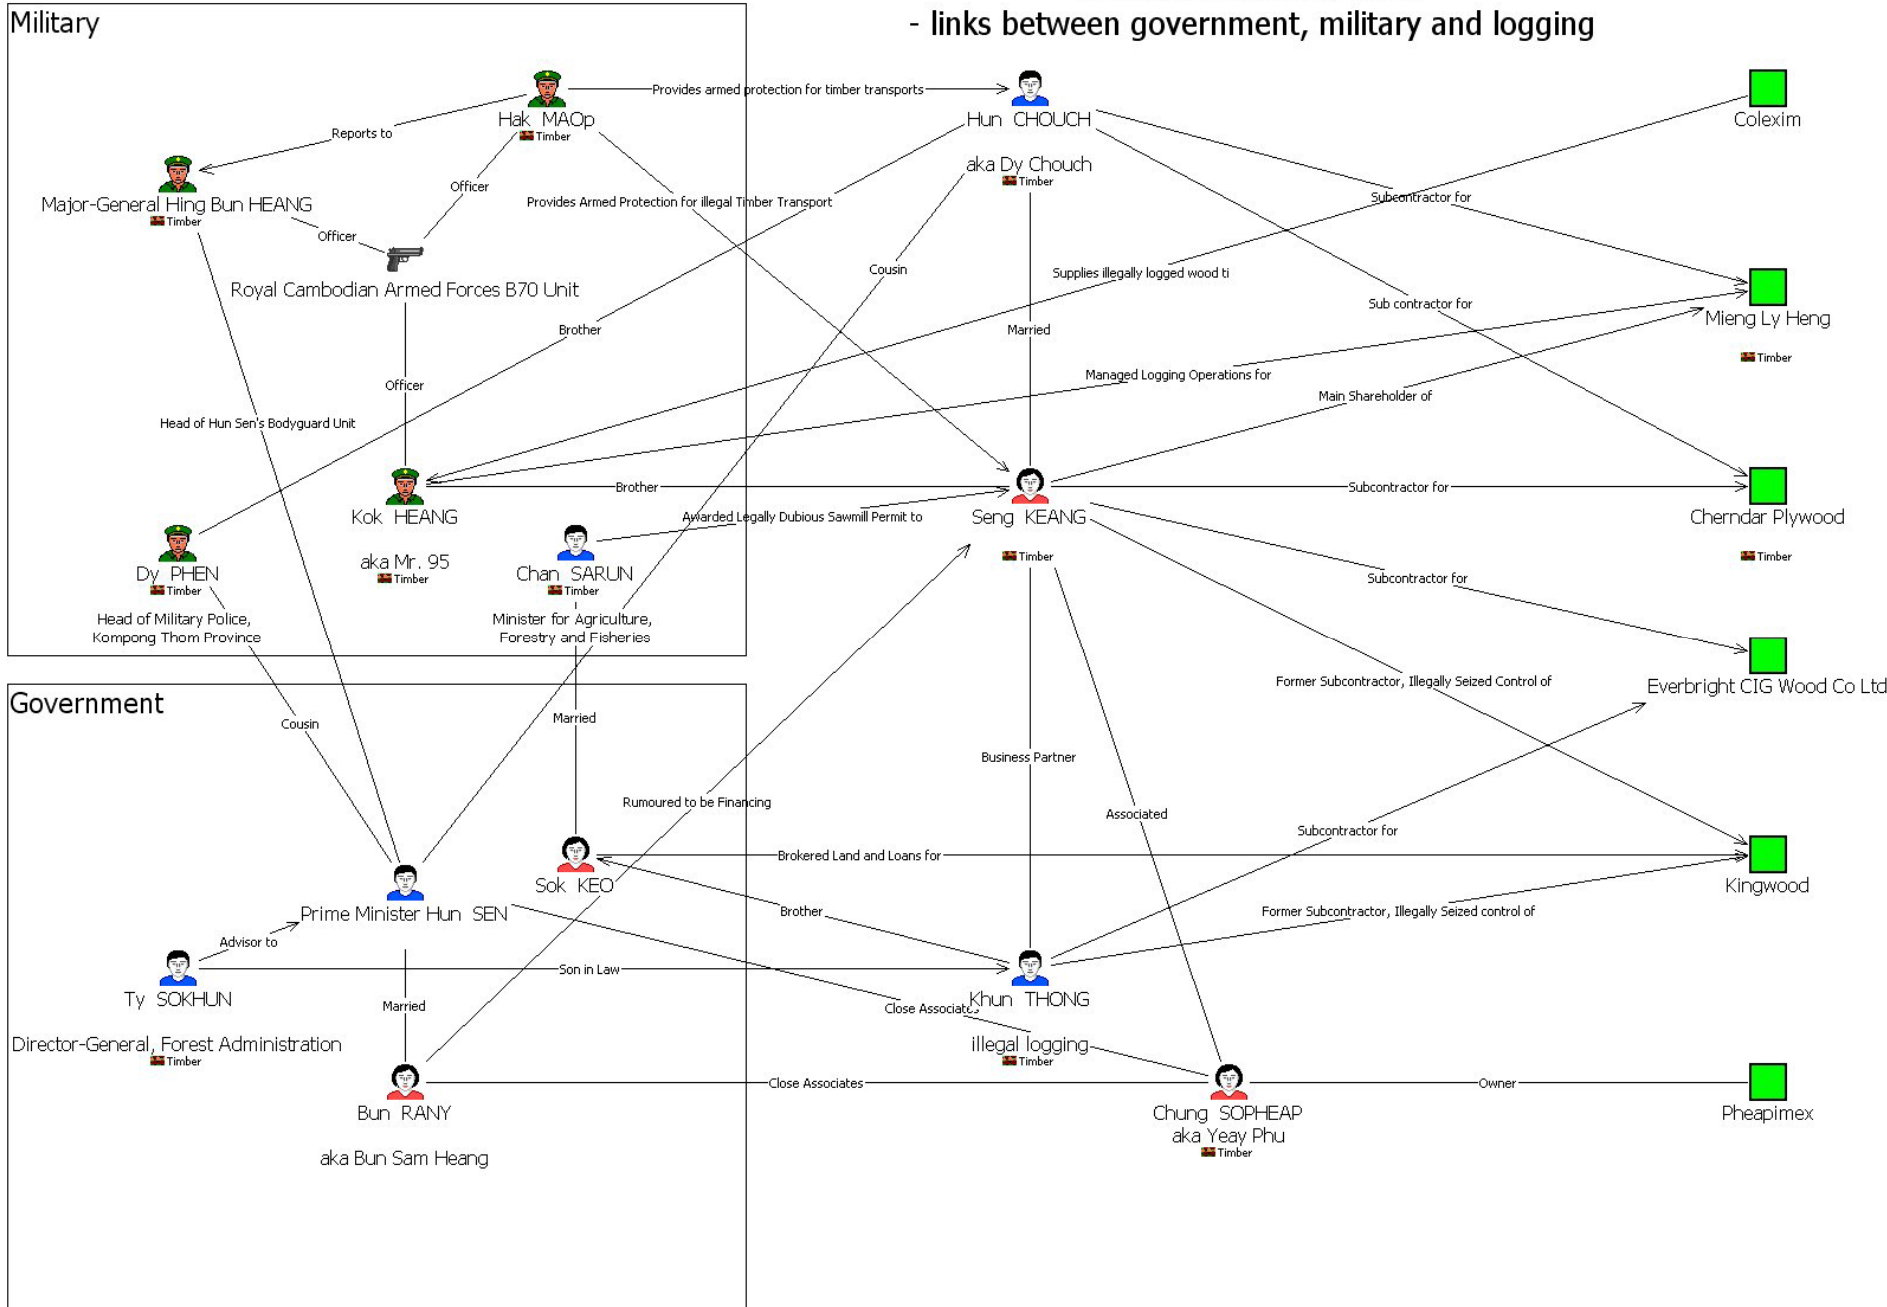 Military
- links between government, military and logging
Provides armed protection for timber transports
Hak MAOp
Timber
Hun CHOUCH
aka Dy Chouch
Timber
Colexim
Reports to
Major-General Hing Bun HEANG
Timber
Officer
Officer
Provides Armed Protection for illegal Timber Transport
Subcontractor for
Royal Cambodian Armed Forces B70 Unit
Cousin
Supplies illegally logged wood ti
Sub contractor for
Mieng Ly Heng
Timber
Brother
Married
Officer
Managed Logging Operations for
Main Shareholder of
Head of Hun Sen's Bodyguard Unit
Brother
Subcontractor for
Kok HEANG
aka Mr. 95
Timber
Awarded Legally Dubious Sawmill Permit to
Seng KEANG
Timber
Cherndar Plywood
Timber
Dy PHEN
Timber
Head of Military Police,
Kompong Thom Province
Chan SARUN
Timber
Minister for Agriculture,
Forestry and Fisheries
Subcontractor for
Former Subcontractor, Illegally Seized Control of
Everbright CIG Wood Co Ltd
Government
Cousin
Married
Business Partner
Rumoured to be Financing
Associated
Subcontractor for
Brokered Land and Loans for
Sok KEO
Kingwood
Prime Minister Hun SEN
Brother
Former Subcontractor, Illegally Seized control of
Advisor to
Son in Law
Ty SOKHUN
Director-General, Forest Administration
Timber
Married
Close Associates
Khun THONG
illegal logging
Timber
Bun RANY
aka Bun Sam Heang
Close Associates
Chung SOPHEAP
aka Yeay Phu
Timber
Owner
Pheapimex